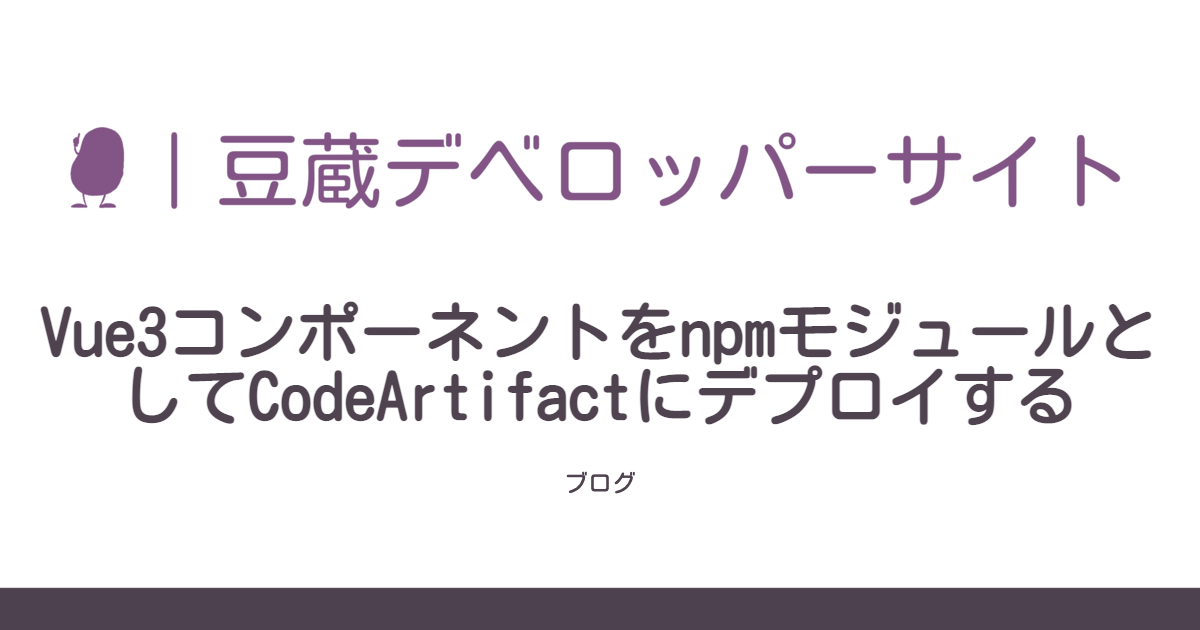 ｜豆蔵デベロッパーサイト
Vue3コンポーネントをnpmモジュールと
してCodeArtifactにデプロイする
ブログ